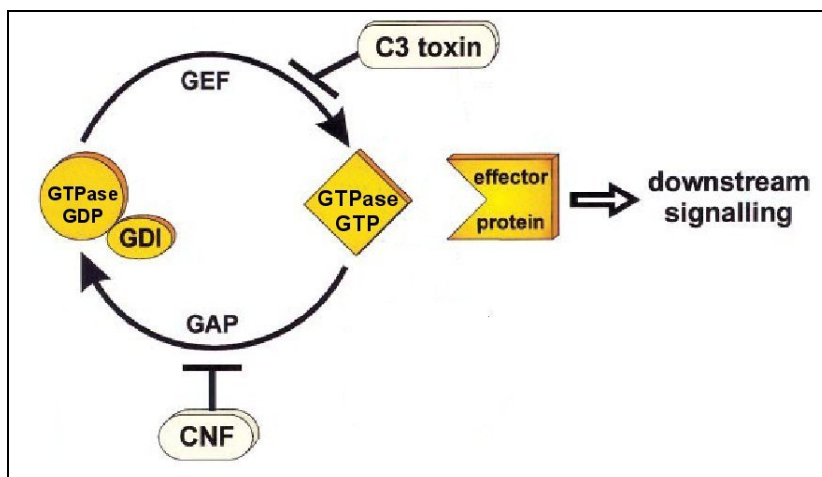 C3 toxin
GEF
GTPase
GDP
GDI
GTPase
GTP
effector
protein
downstream
signalling
GAP
CNF